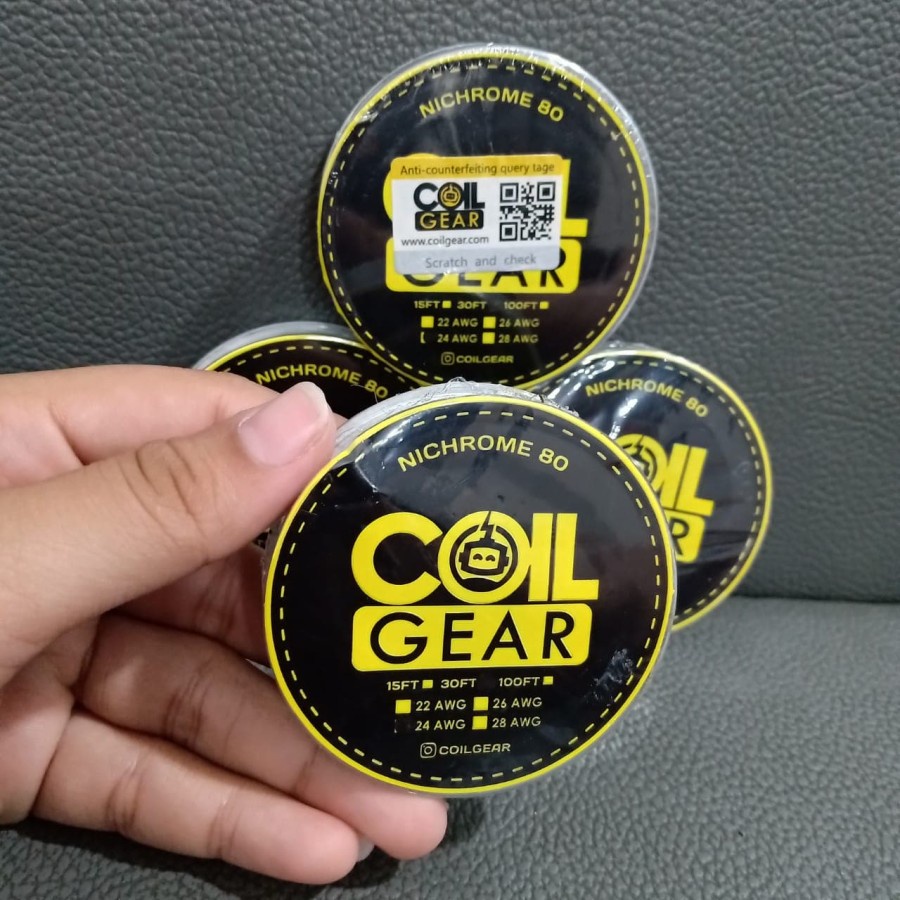 NICHROME 80
Anti-counterfeiting query tage
COIL
GEAR
www.coilgear.com
Scratch and check
GEAR
15FT 30FT 100FT
22 AWG 26 AWG
24 AWG 28 AWG
COILGEAR
NICHROME 80
NICHROME 80
NICHROME 80
COIL
GEAR
15FT 30FT 100FT
22 AWG 26 AWG
24 AWG 28 AWG
COILGEAR